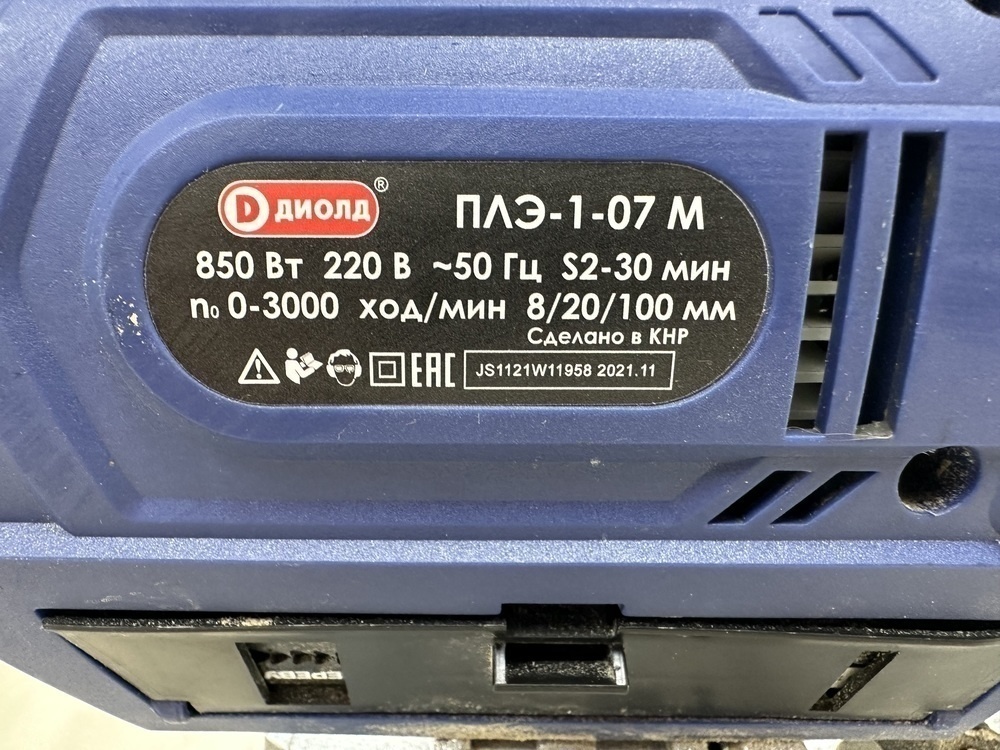 D ДИОЛД ®
ПЛЭ-1-07 М
850 Вт 220 В ~50 Гц S2-30 мин
n₀ 0-3000 ход/мин 8/20/100 мм
Сделано в КНР
EAC JS1121W11958 2021.11